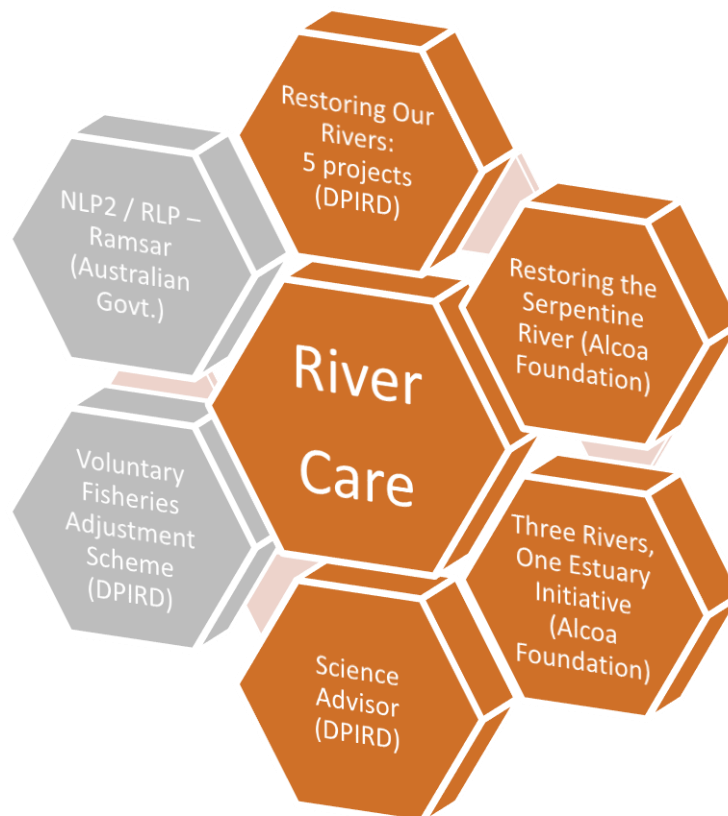 Restoring Our
Rivers:
5 projects
(DPIRD)
NLP2 / RLP –
Ramsar
(Australian
Govt.)
Restoring the
Serpentine
River (Alcoa
Foundation)
River
Care
Voluntary
Fisheries
Adjustment
Scheme
(DPIRD)
Three Rivers,
One Estuary
Initiative
(Alcoa
Foundation)
Science
Advisor
(DPIRD)